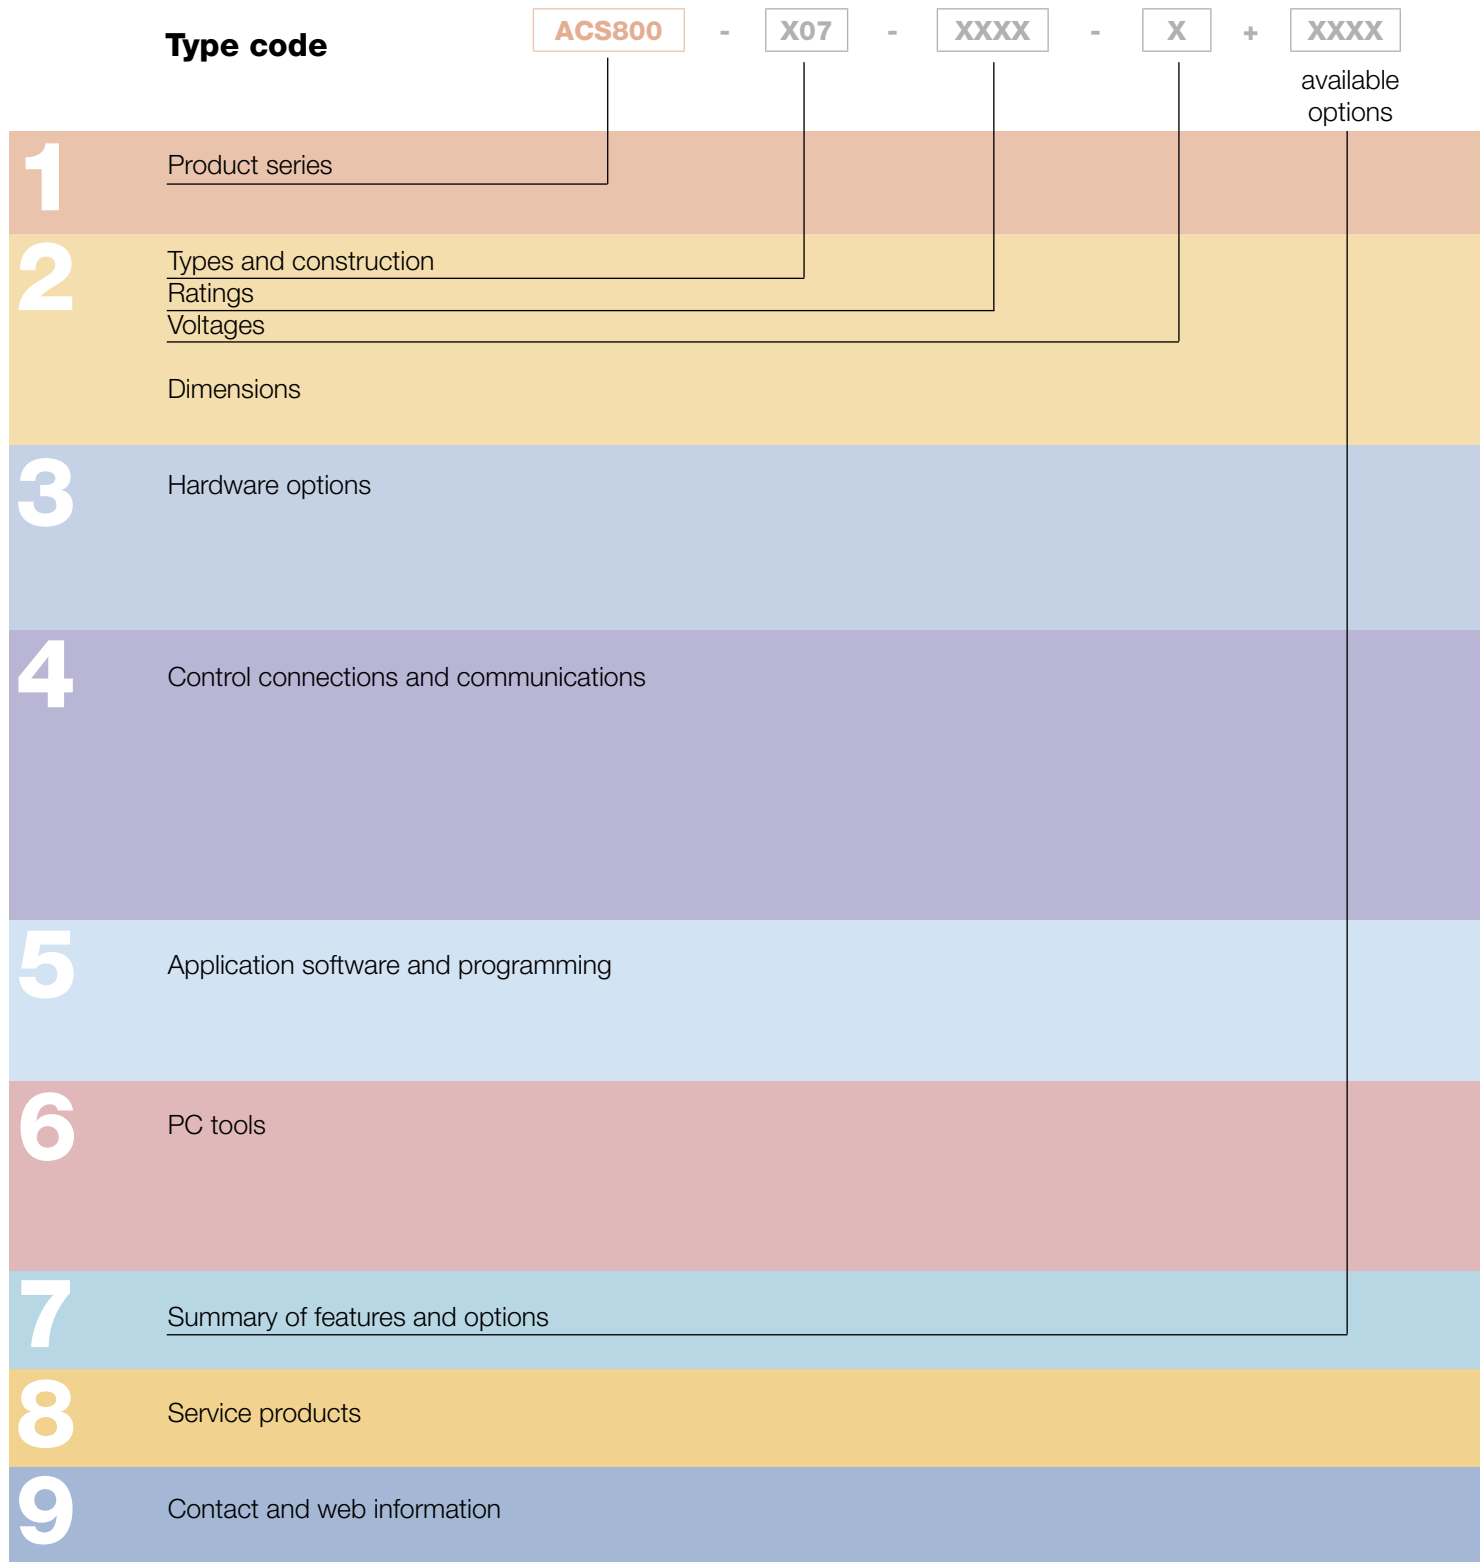 Type code
ACS800 - X07 - XXXX - X + XXXX
available
options
1 Product series
2 Types and construction
Ratings
Voltages
Dimensions
3 Hardware options
4 Control connections and communications
5 Application software and programming
6 PC tools
7 Summary of features and options
8 Service products
9 Contact and web information